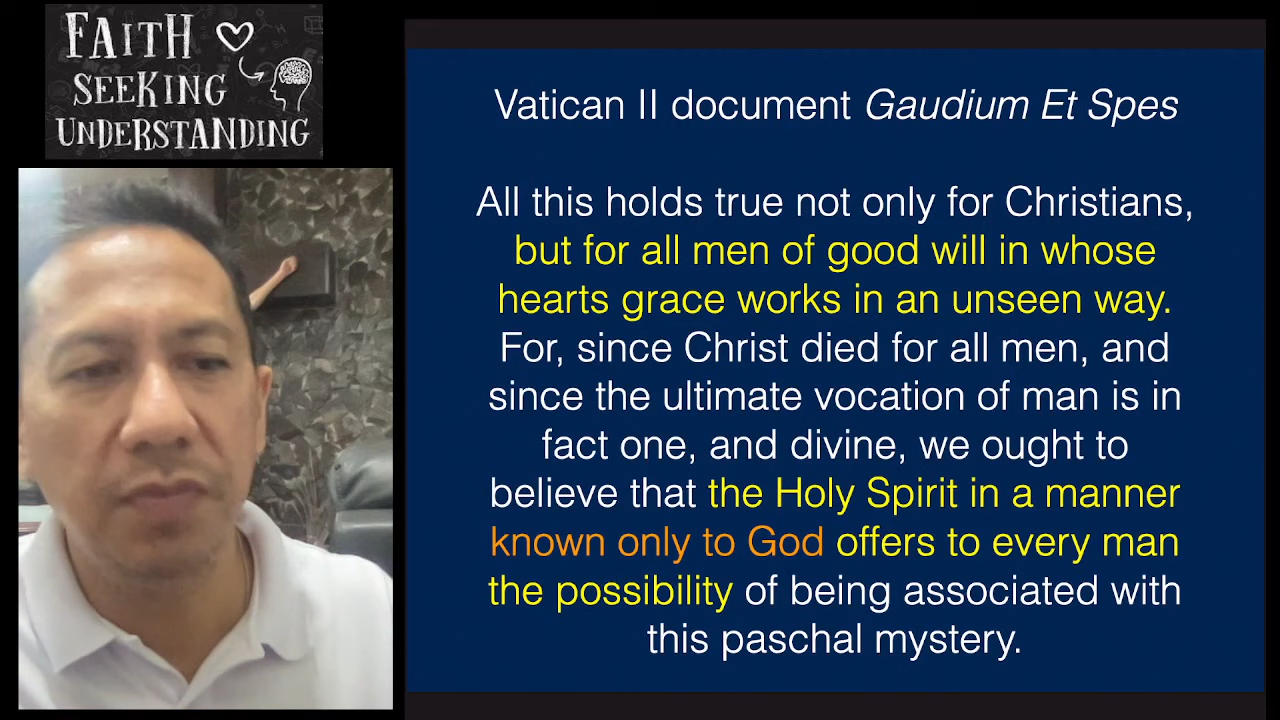 FAITH
SEEKING
UNDERSTANDING
Vatican II document Gaudium Et Spes
All this holds true not only for Christians,
but for all men of good will in whose
hearts grace works in an unseen way.
For, since Christ died for all men, and
since the ultimate vocation of man is in
fact one, and divine, we ought to
believe that the Holy Spirit in a manner
known only to God offers to every man
the possibility of being associated with
this paschal mystery.